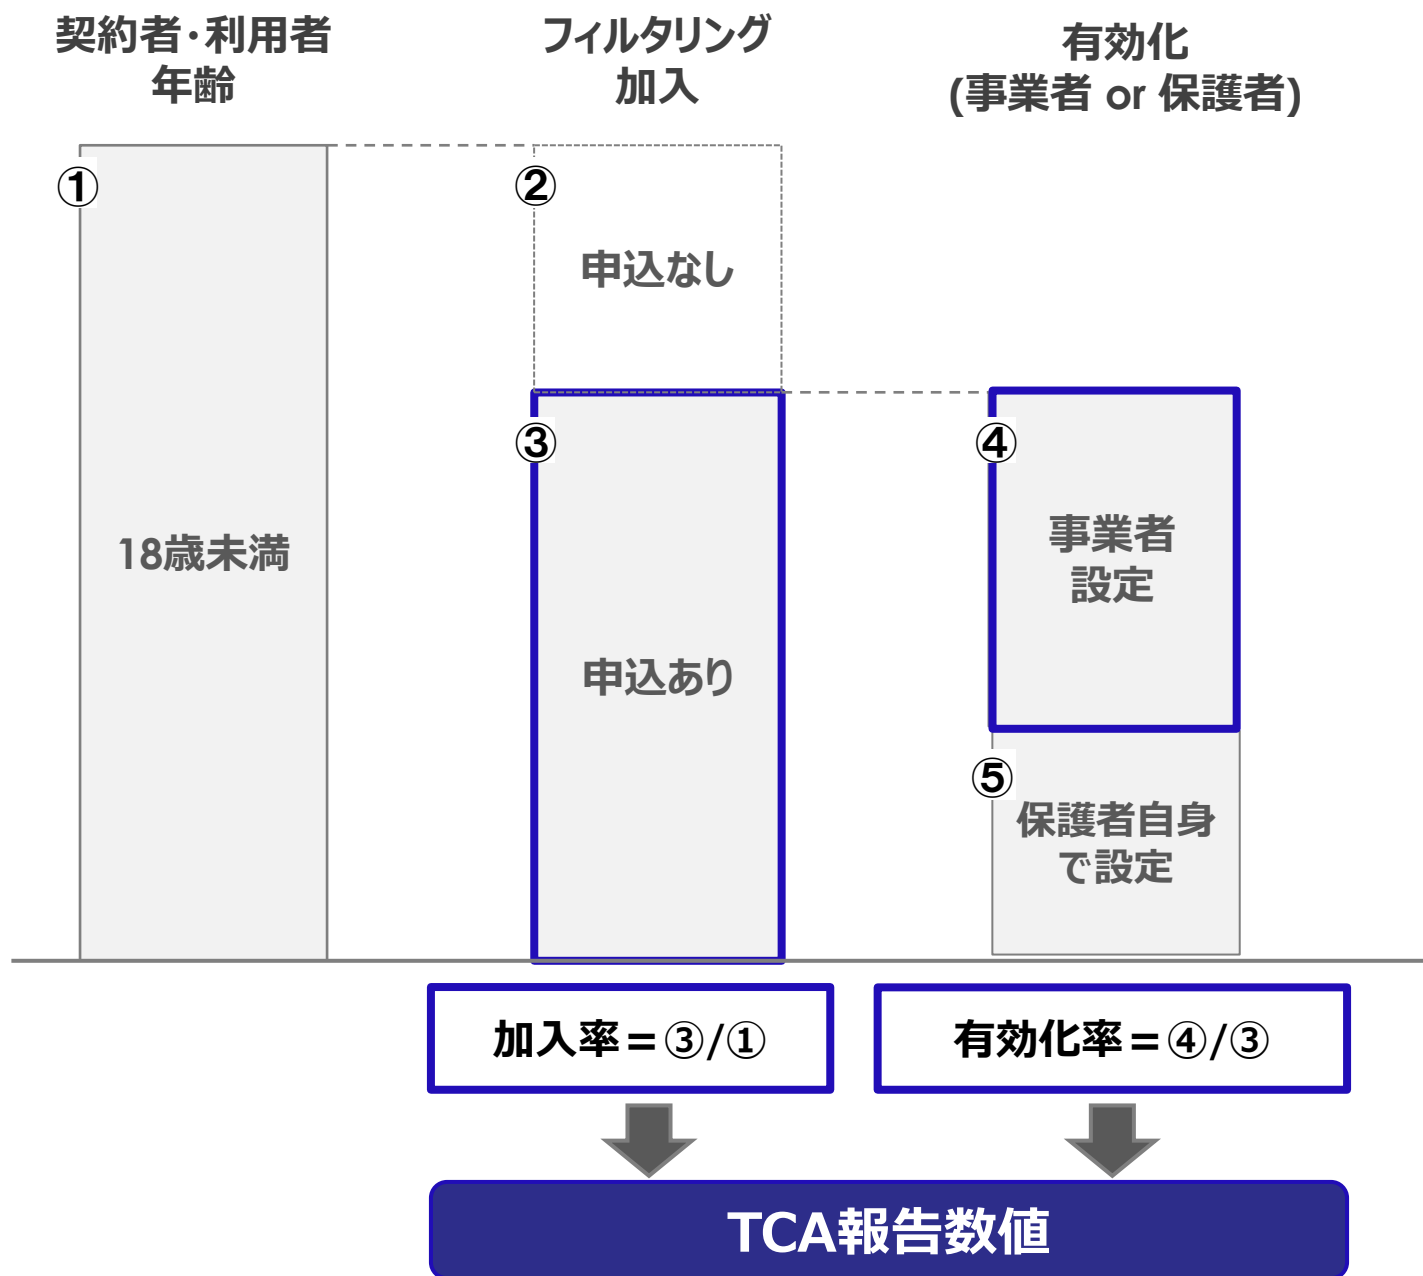 契約者・利用者
年齢
フィルタリング
加入
有効化
(事業者 or 保護者)
①
18歳未満
②
申込なし
③
申込あり
④
事業者
設定
⑤
保護者自身
で設定
加入率=③/①
有効化率=④/③
TCA報告数値